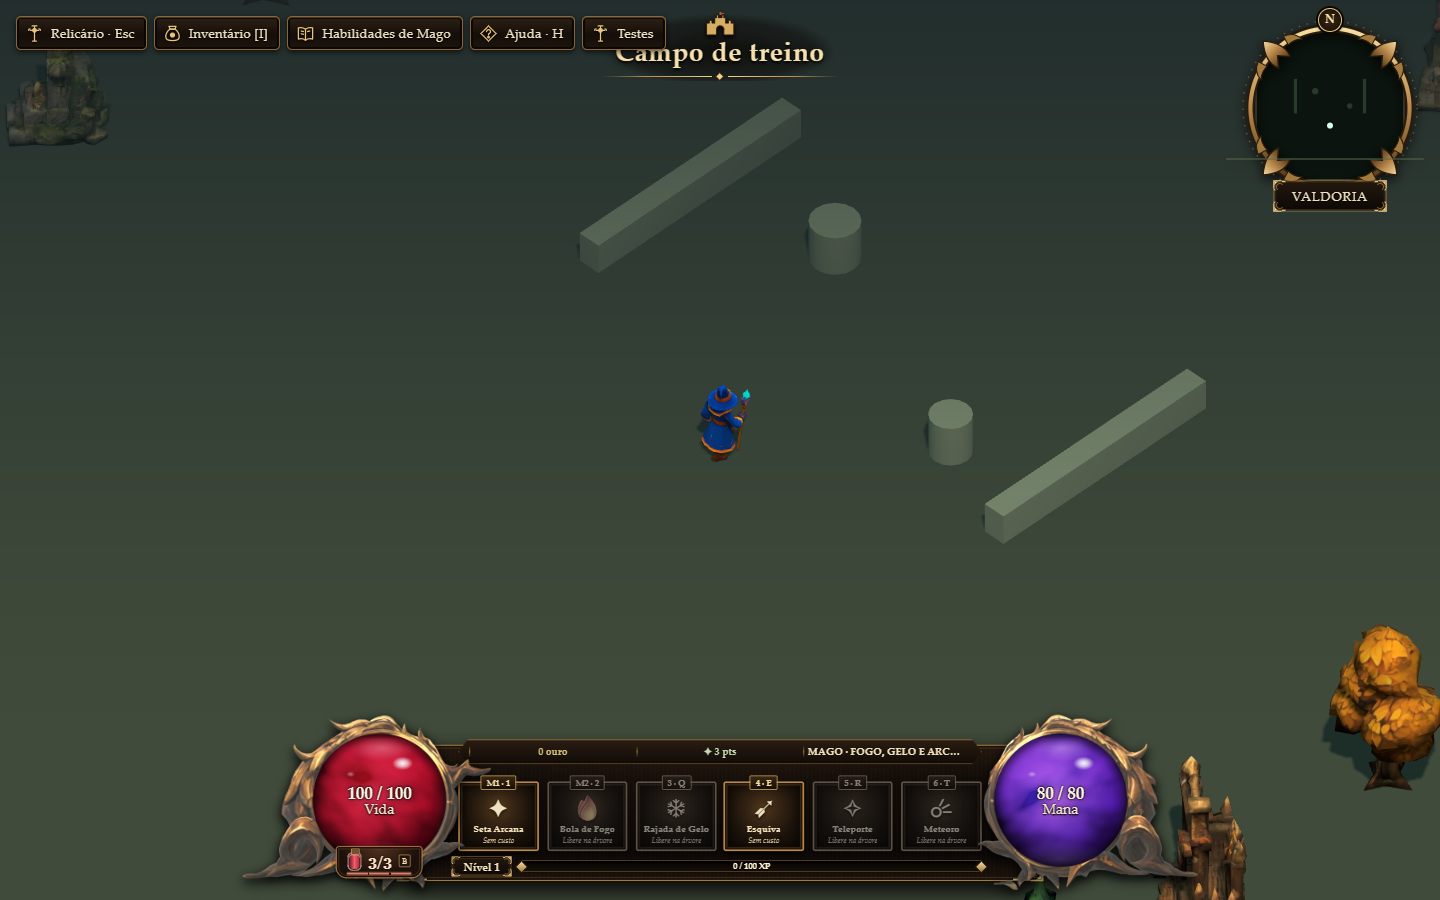 Relicário · Esc
Inventário [I]
Habilidades de Mago
Ajuda · H
Testes
Campo de treino
N
VALDORIA
0 ouro
3 pts
MAGO · FOGO, GELO E ARC...
100 / 100
Vida
3/3
B
M1 · 1
Seta Arcana
Sem custo
M2 · 2
Bola de Fogo
Libere na árvore
3 · Q
Rajada de Gelo
Libere na árvore
4 · E
Esquiva
Sem custo
5 · R
Teleporte
Libere na árvore
6 · T
Meteoro
Libere na árvore
80 / 80
Mana
Nível 1
0 / 100 XP